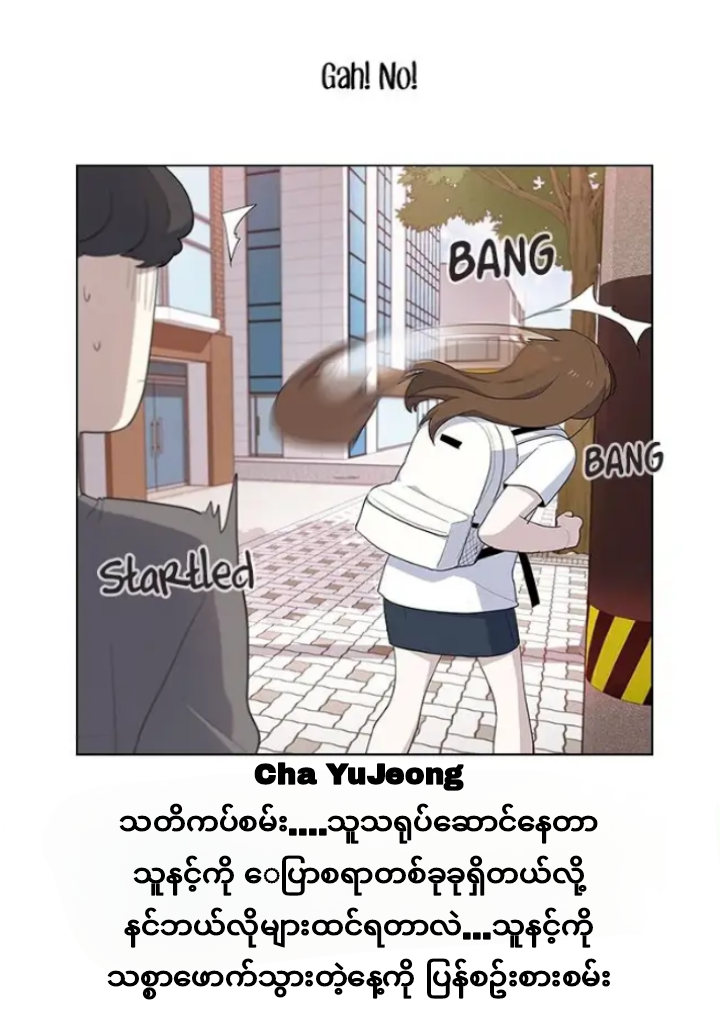 Gah! No!
BANG
BANG
Startled
Cha YuJeong
သတိကပ်စမ်း....သူသရုပ်ဆောင်နေတာ
သူနင့်ကို ပြောစရာတစ်ခုခုရှိတယ်လို့
နင်ဘယ်လိုများထင်ရတာလဲ...သူနင့်ကို
သစ္စာဖောက်သွားတဲ့နေ့ကို ပြန်စဥ်းစားစမ်း